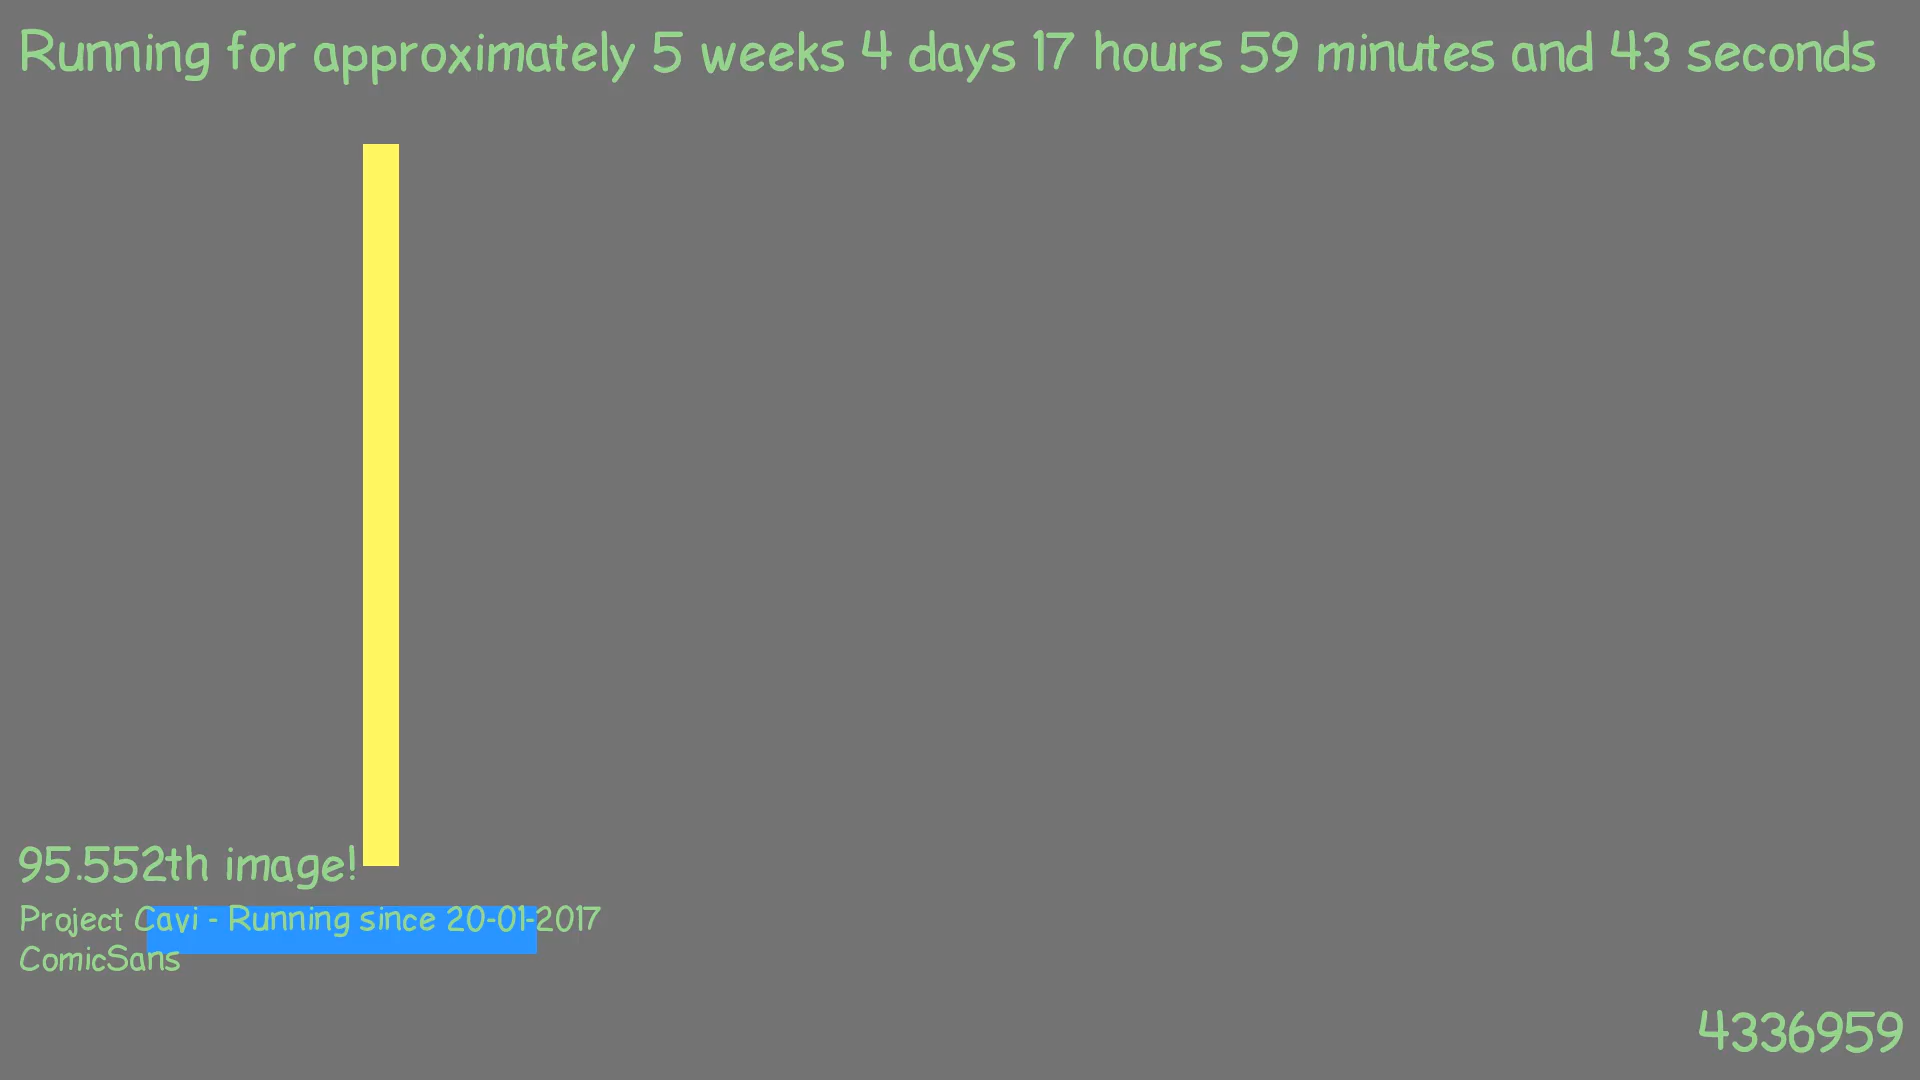 Running for approximately 5 weeks 4 days 17 hours 59 minutes and 43 seconds
95.552th image!
Project Cavi - Running since 20-01-2017
ComicSans
4336959